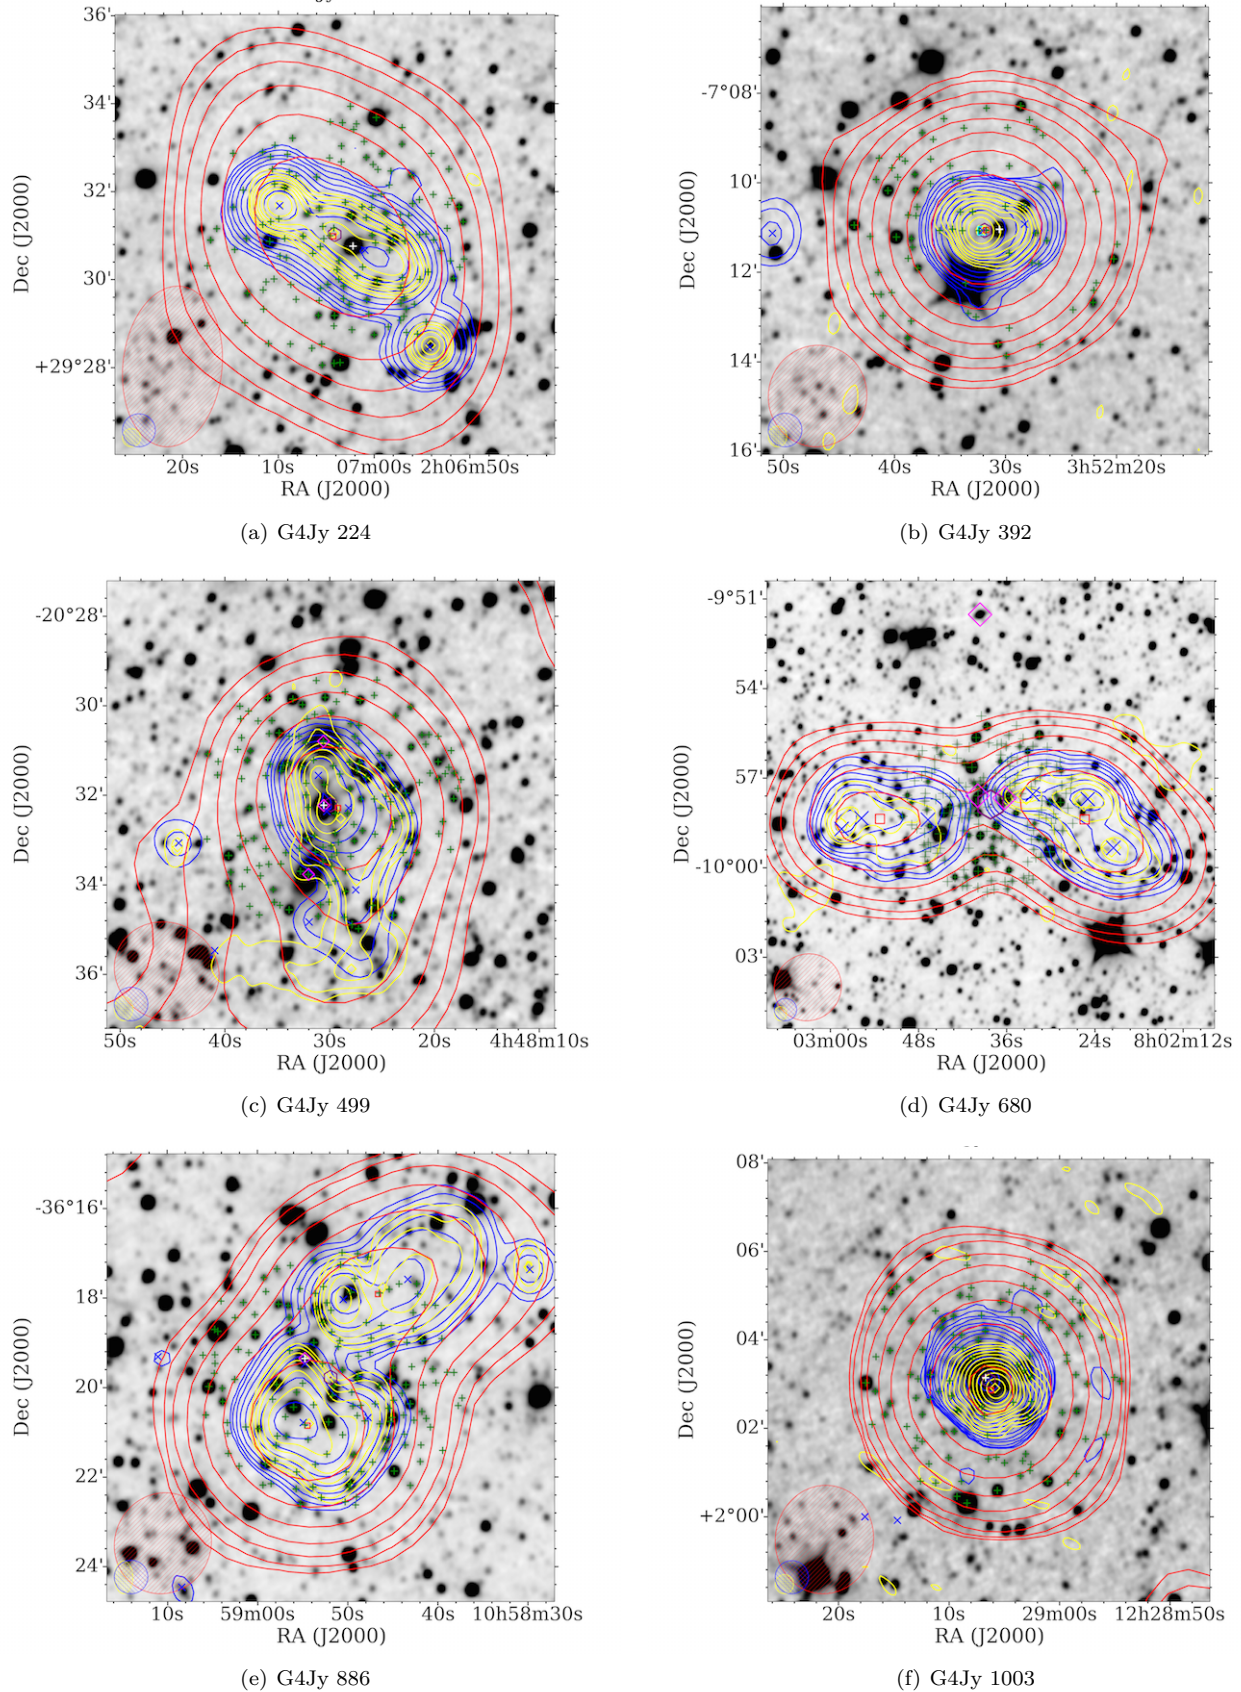 36'
34'
32'
30'
+29°28'
Dec (J2000)
20s 10s 07m00s 2h06m50s
RA (J2000)
(a) G4Jy 224
-7°08'
10'
12'
14'
16'
Dec (J2000)
50s 40s 30s 3h52m20s
RA (J2000)
(b) G4Jy 392
-20°28'
30'
32'
34'
36'
Dec (J2000)
50s 40s 30s 20s 4h48m10s
RA (J2000)
(c) G4Jy 499
-9°51'
54'
57'
-10°00'
03'
Dec (J2000)
03m00s 48s 36s 24s 8h02m12s
RA (J2000)
(d) G4Jy 680
-36°16'
18'
20'
22'
24'
Dec (J2000)
10s 59m00s 50s 40s 10h58m30s
RA (J2000)
(e) G4Jy 886
08'
06'
04'
02'
+2°00'
Dec (J2000)
20s 10s 29m00s 12h28m50s
RA (J2000)
(f) G4Jy 1003